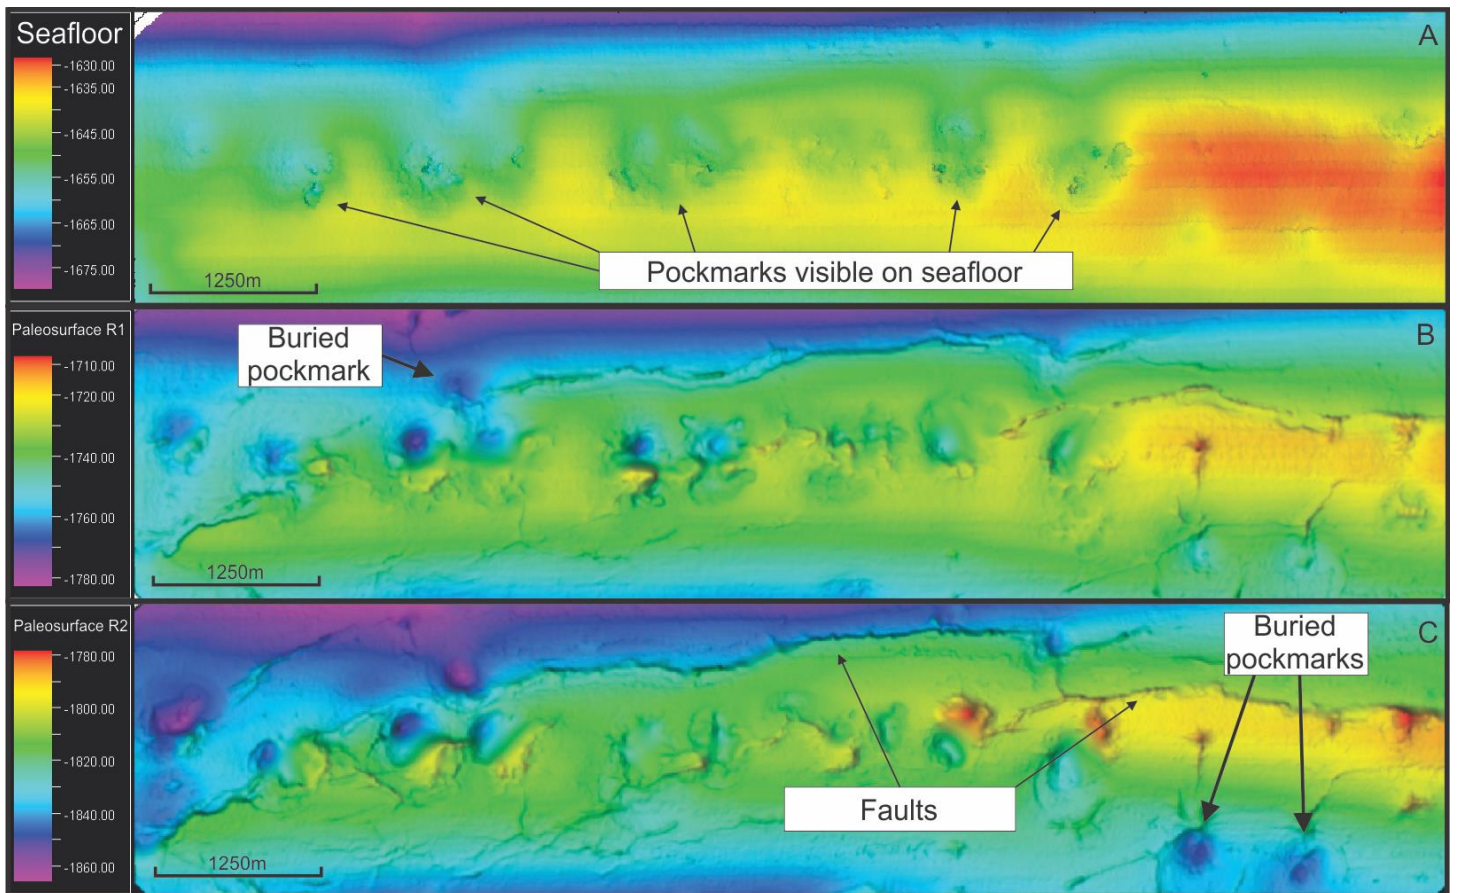 Seafloor
-1630.00
-1635.00
-1645.00
-1655.00
-1665.00
-1675.00
A
1250m
Pockmarks visible on seafloor
Paleosurface R1
-1710.00
-1720.00
-1740.00
-1760.00
-1780.00
B
Buried
pockmark
1250m
Paleosurface R2
-1780.00
-1800.00
-1820.00
-1840.00
-1860.00
C
Buried
pockmarks
Faults
1250m